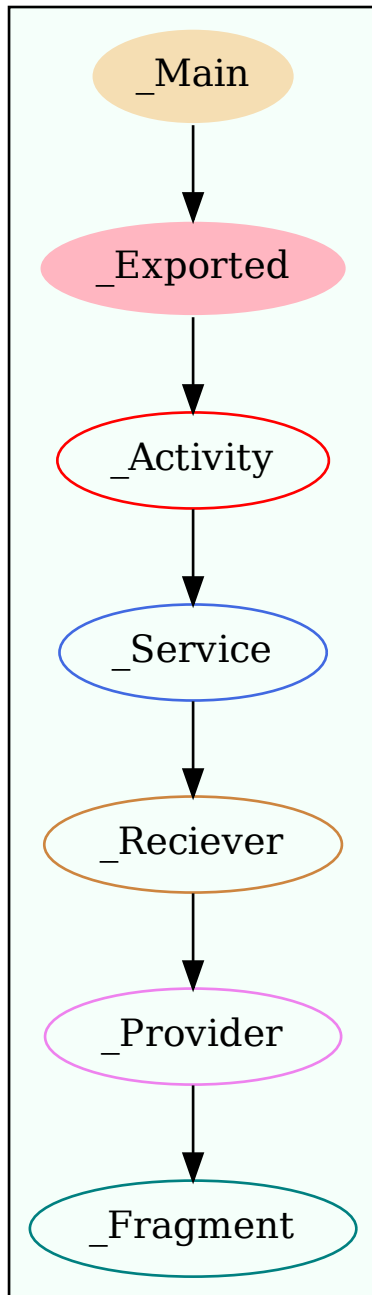 _Main
_Exported
_Activity
_Service
_Reciever
_Provider
_Fragment